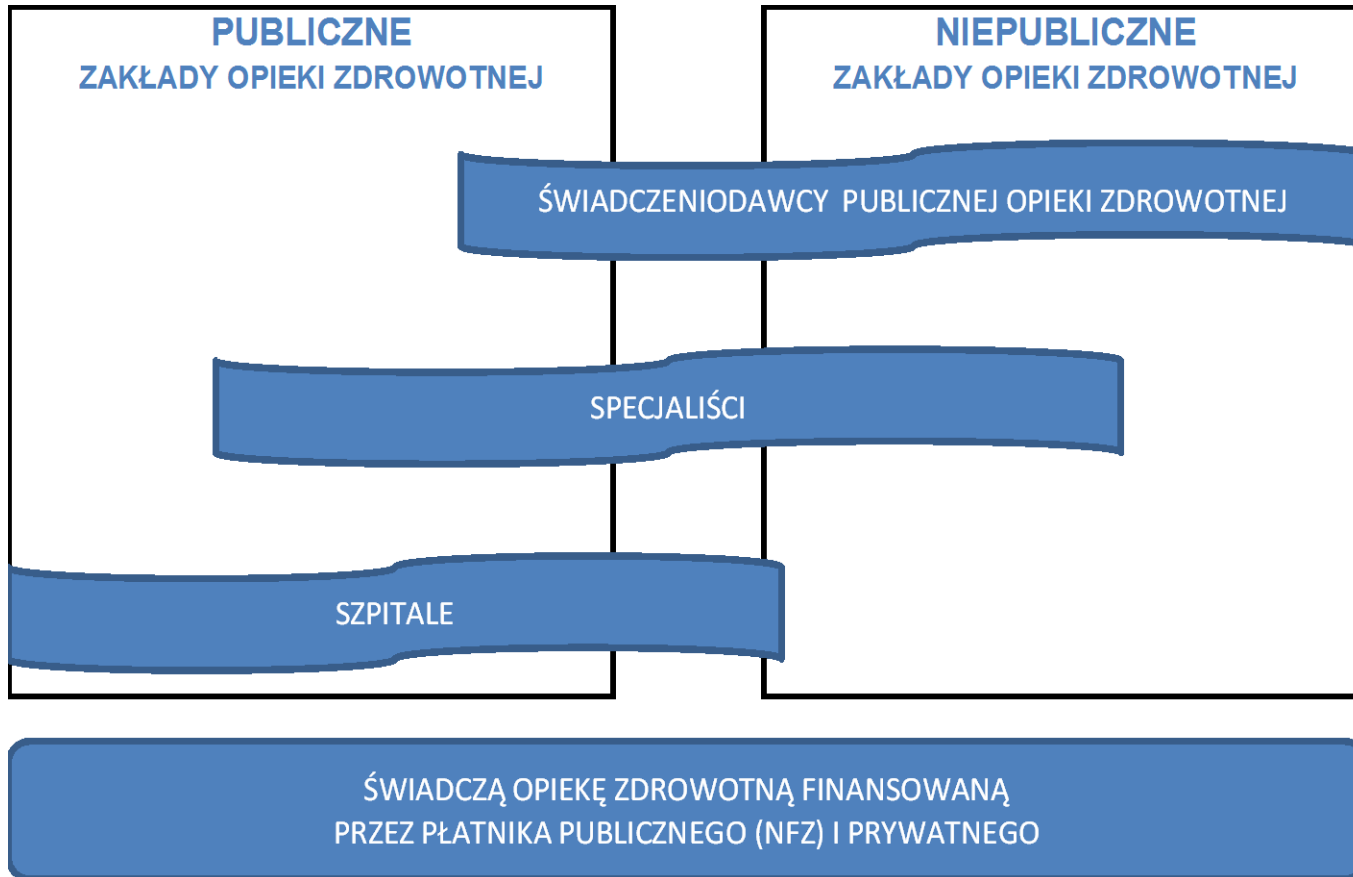 PUBLICZNE
ZAKŁADY OPIEKI ZDROWOTNEJ
NIEPUBLICZNE
ZAKŁADY OPIEKI ZDROWOTNEJ
ŚWIADCZENIODAWCY PUBLICZNEJ OPIEKI ZDROWOTNEJ
SPECJALIŚCI
SZPITALE
ŚWIADCZĄ OPIEKĘ ZDROWOTNĄ FINANSOWANĄ
PRZEZ PŁATNIKA PUBLICZNEGO (NFZ) I PRYWATNEGO